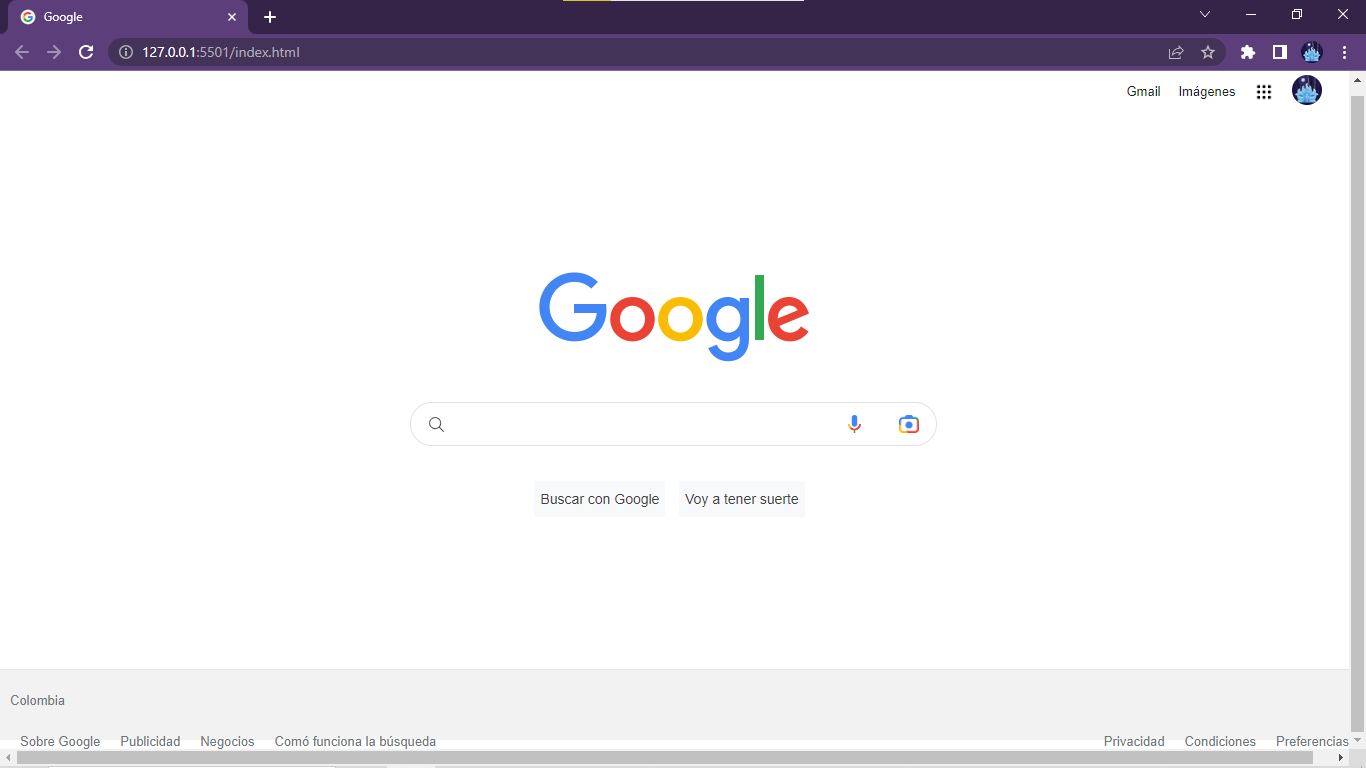 Google
127.0.0.1:5501/index.html
Gmail Imágenes
Google
Buscar con Google Voy a tener suerte
Colombia
Sobre Google Publicidad Negocios Comó funciona la búsqueda Privacidad Condiciones Preferencias